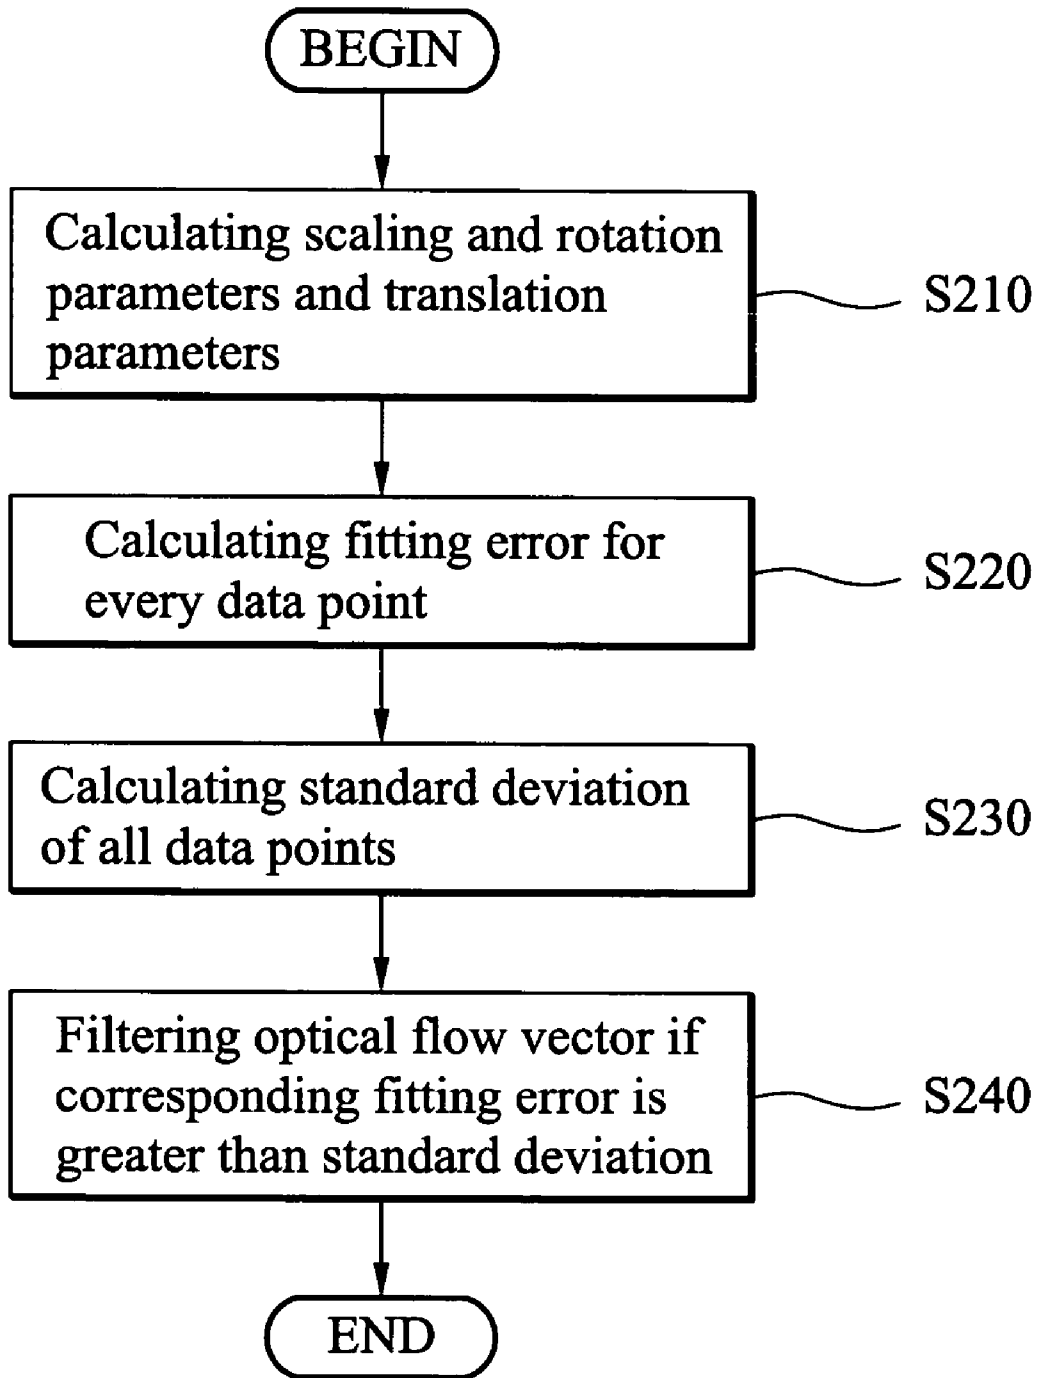 BEGIN
Calculating scaling and rotation
parameters and translation
parameters
S210
Calculating fitting error for
every data point
S220
Calculating standard deviation
of all data points
S230
Filtering optical flow vector if
corresponding fitting error is
greater than standard deviation
S240
END